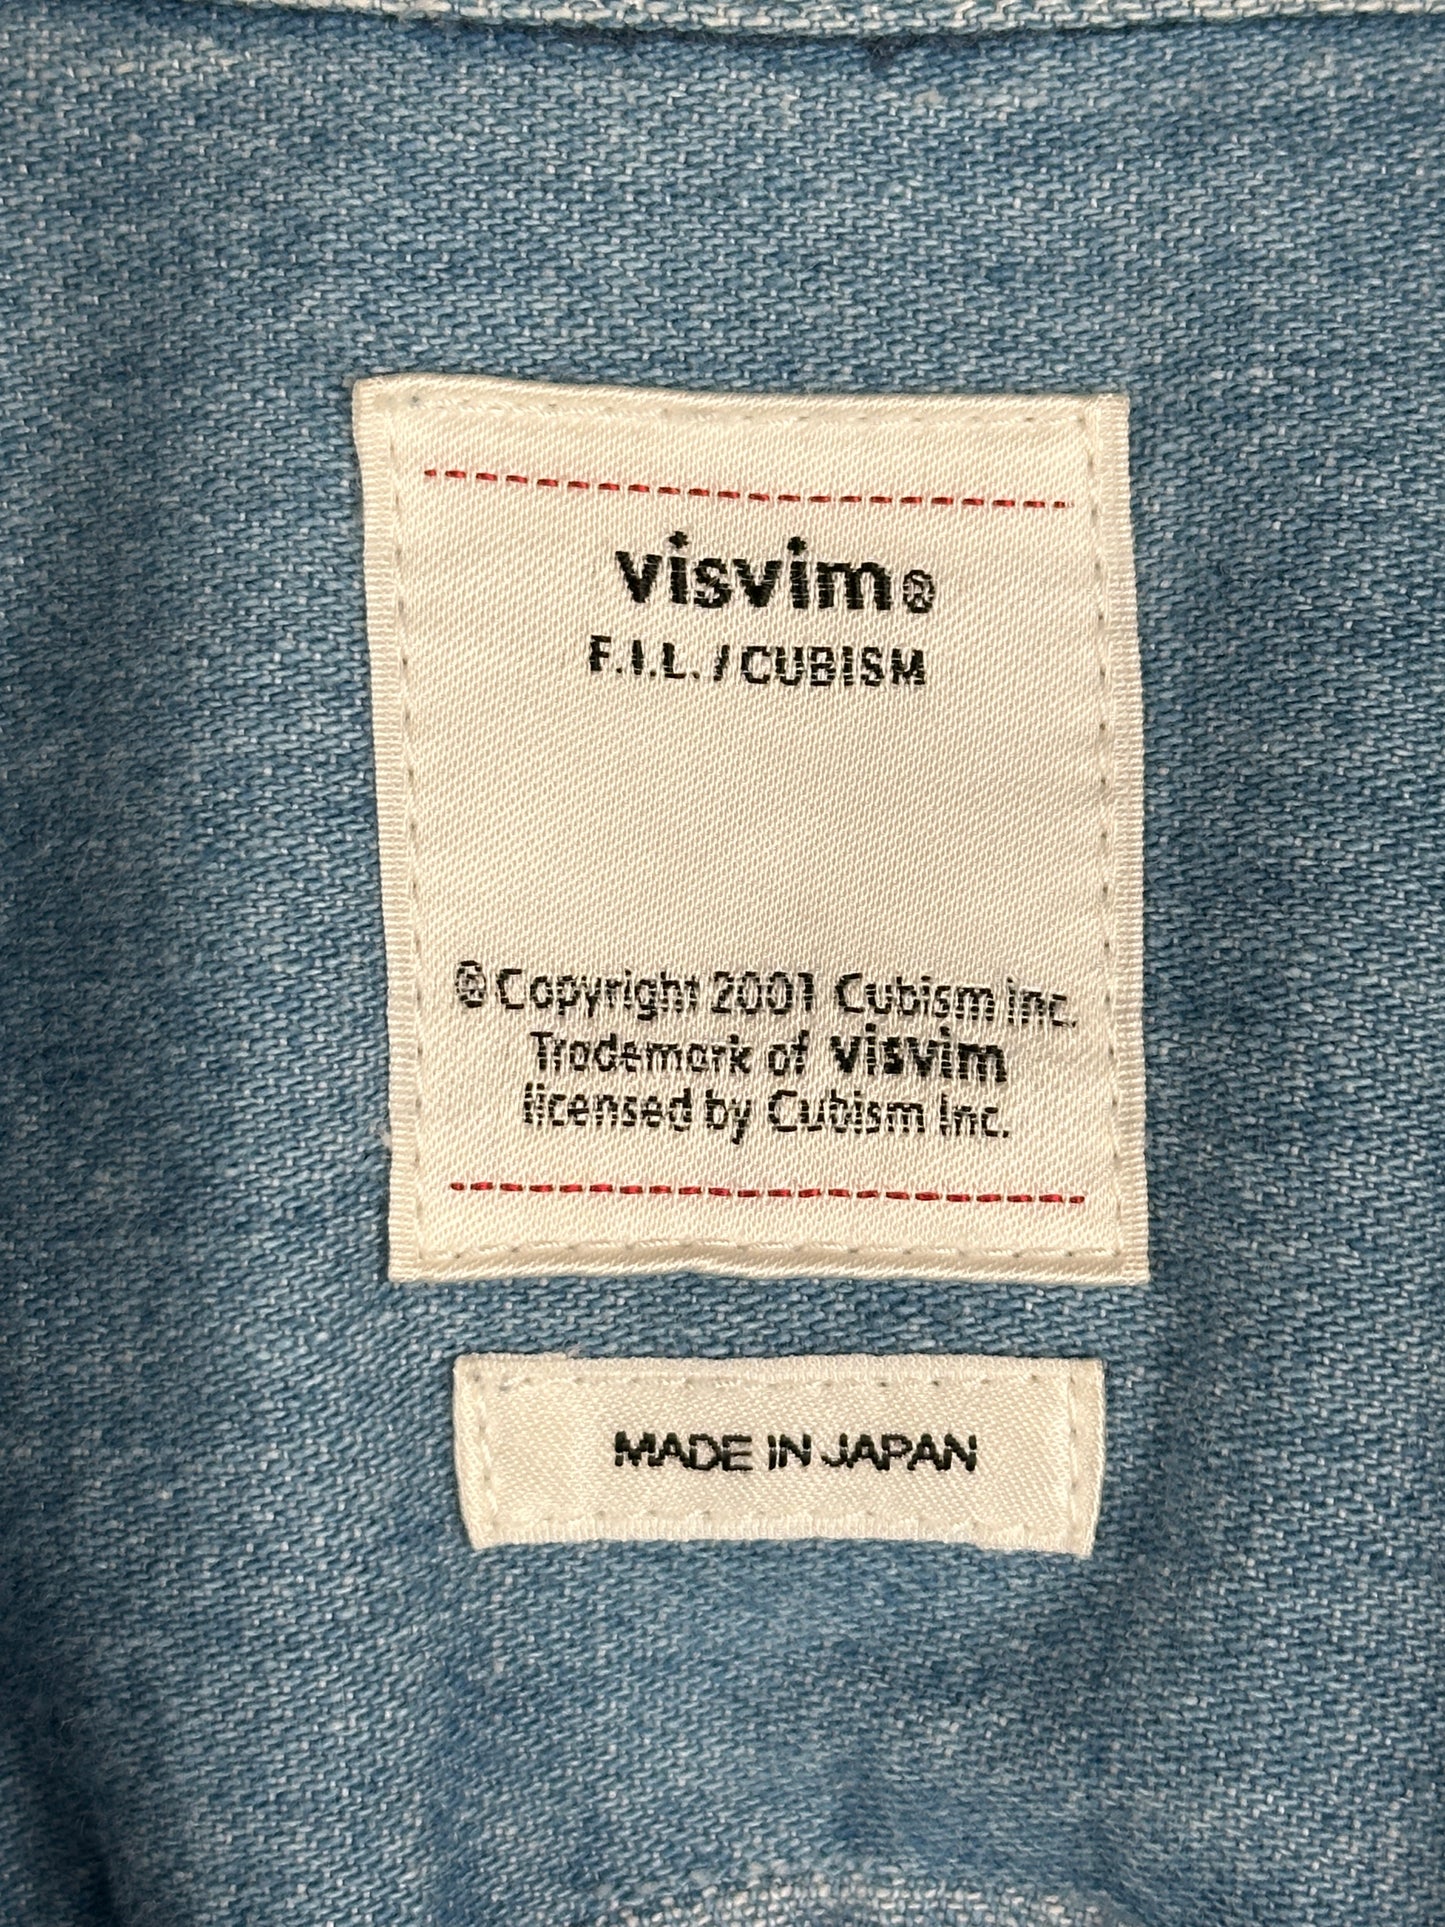 visvim®
F.I.L. / CUBISM
® Copyright 2001 Cubism Inc.
Trademark of visvim
licensed by Cubism Inc.
MADE IN JAPAN